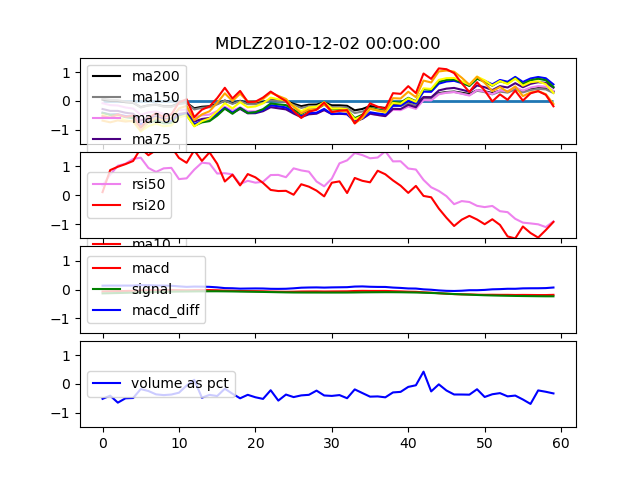 MDLZ2010-12-02 00:00:00
1
0
−1
ma200
ma150
ma100
ma75
1
0
−1
rsi50
rsi20
ma10
1
0
−1
macd
signal
macd_diff
1
0
−1
volume as pct
0 10 20 30 40 50 60